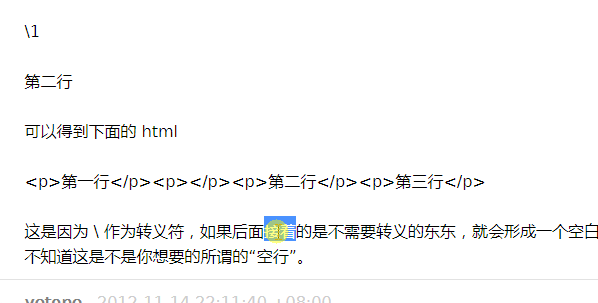 \1
第二行
可以得到下面的 html
<p>第一行</p><p></p><p>第二行</p><p>第三行</p>
这是因为 \ 作为转义符，如果后面接着的是不需要转义的东东，就会形成一个空白
不知道这是不是你想要的所谓的“空行”。
yotono 2012-11-14 22:11:40 +08:00